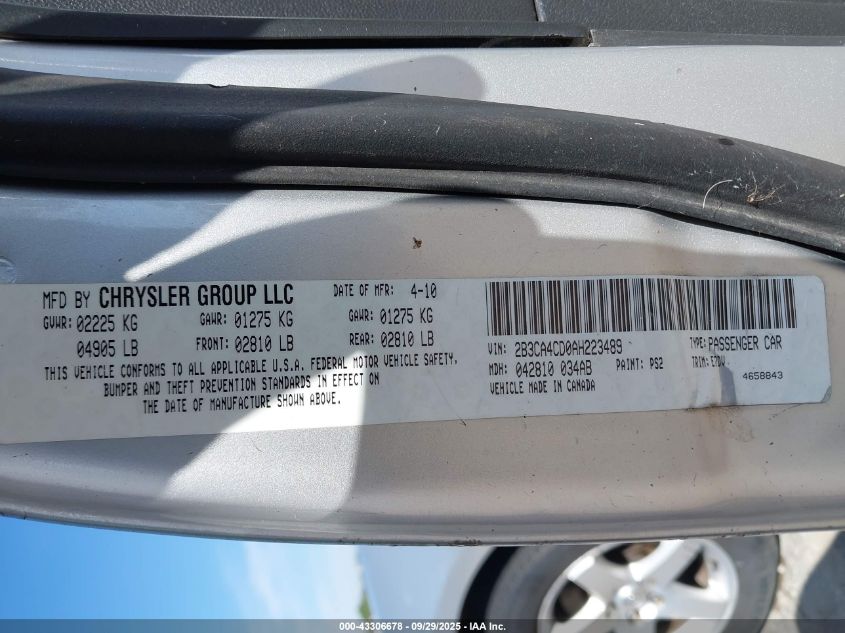 MFD BY CHRYSLER GROUP LLC DATE OF MFR: 4-10
GVWR: 02225 KG GAWR: 01275 KG GAWR: 01275 KG
04905 LB FRONT: 02810 LB REAR: 02810 LB
THIS VEHICLE CONFORMS TO ALL APPLICABLE U.S.A. FEDERAL MOTOR VEHICLE SAFETY,
BUMPER AND THEFT PREVENTION STANDARDS IN EFFECT ON
THE DATE OF MANUFACTURE SHOWN ABOVE.
VIN: 2B3CA4CD0AH223489 TYPE: PASSENGER CAR
MDH: 042810 034AB PAINT: PS2 TRIM:
VEHICLE MADE IN CANADA 4658843
000-43306678 | 09/29/2025 | IAA Inc.